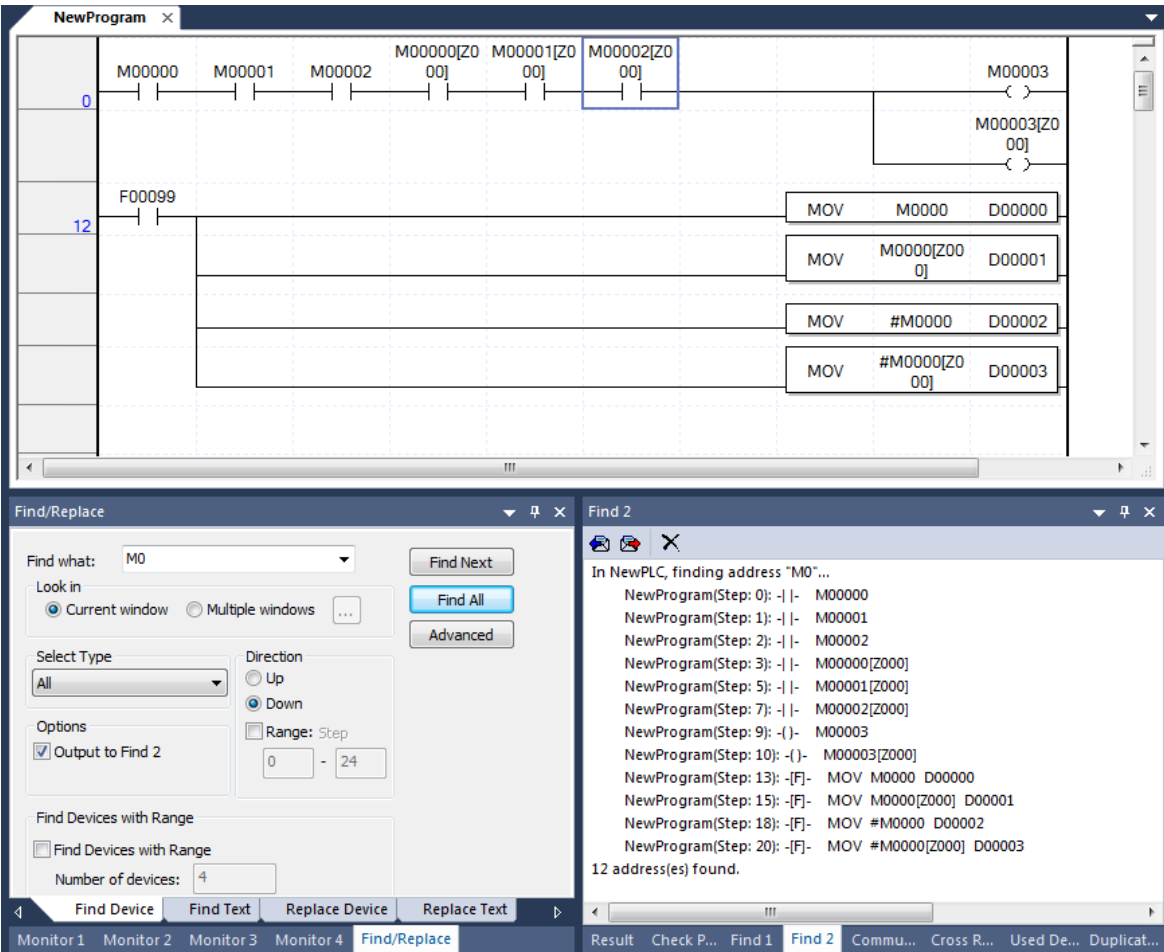 NewProgram
M00000[Z0 M00001[Z0 M00002[Z0
M00000 M00001 M00002 00] 00] 00] M00003
0
M00003[Z0
00]
F00099
12
MOV M0000 D00000
MOV M0000[Z00 D00001
0]
MOV #M0000 D00002
MOV #M0000[Z0 D00003
00]
Find/Replace
Find what: M0 Find Next
Look in
Current window Multiple windows ... Find All
Advanced
Select Type Direction
All Up
Down
Options Range: Step
Output to Find 2 0 - 24
Find Devices with Range
Find Devices with Range
Number of devices: 4
Find Device Find Text Replace Device Replace Text
Monitor 1 Monitor 2 Monitor 3 Monitor 4 Find/Replace
Find 2
In NewPLC, finding address "M0"...
NewProgram(Step: 0): -| |- M00000
NewProgram(Step: 1): -| |- M00001
NewProgram(Step: 2): -| |- M00002
NewProgram(Step: 3): -| |- M00000[Z000]
NewProgram(Step: 5): -| |- M00001[Z000]
NewProgram(Step: 7): -| |- M00002[Z000]
NewProgram(Step: 9): -( )- M00003
NewProgram(Step: 10): -( )- M00003[Z000]
NewProgram(Step: 13): -[F]- MOV M0000 D00000
NewProgram(Step: 15): -[F]- MOV M0000[Z000] D00001
NewProgram(Step: 18): -[F]- MOV #M0000 D00002
NewProgram(Step: 20): -[F]- MOV #M0000[Z000] D00003
12 address(es) found.
Result Check P... Find 1 Find 2 Commu... Cross R... Used De... Duplicat...